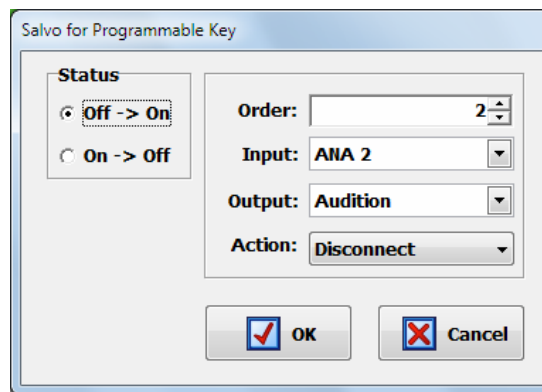 Salvo for Programmable Key
Status
Off -> On
On -> Off
Order: 2
Input: ANA 2
Output: Audition
Action: Disconnect
OK
Cancel